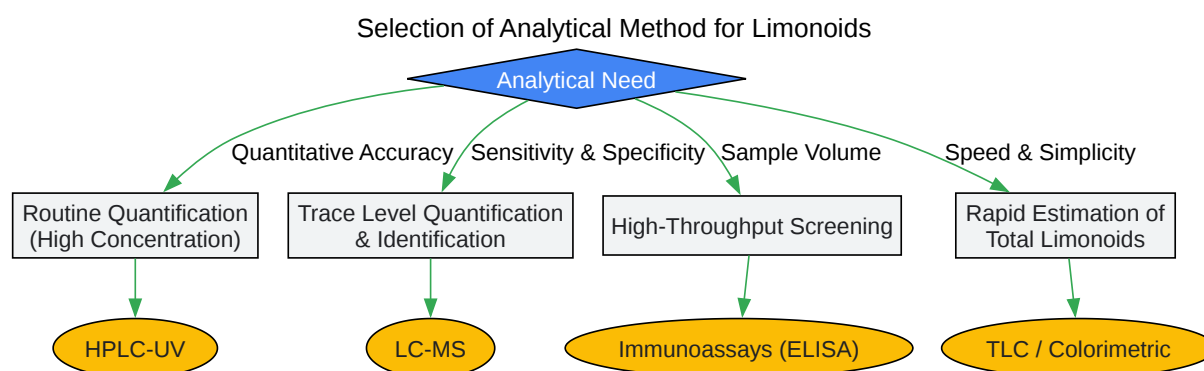 Selection of Analytical Method for Limonoids
Analytical Need
Quantitative Accuracy
Sensitivity & Specificity
Sample Volume
Speed & Simplicity
Routine Quantification
(High Concentration)
Trace Level Quantification
& Identification
High-Throughput Screening
Rapid Estimation of
Total Limonoids
HPLC-UV
LC-MS
Immunoassays (ELISA)
TLC / Colorimetric